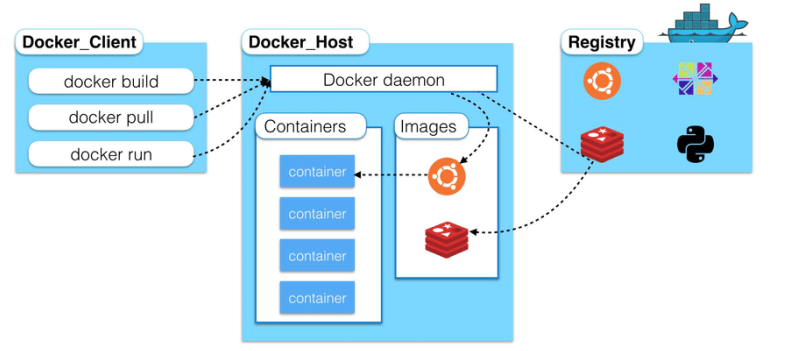 Docker_Client
docker build
docker pull
docker run
Docker_Host
Docker daemon
Containers
container
container
container
container
Images
Registry